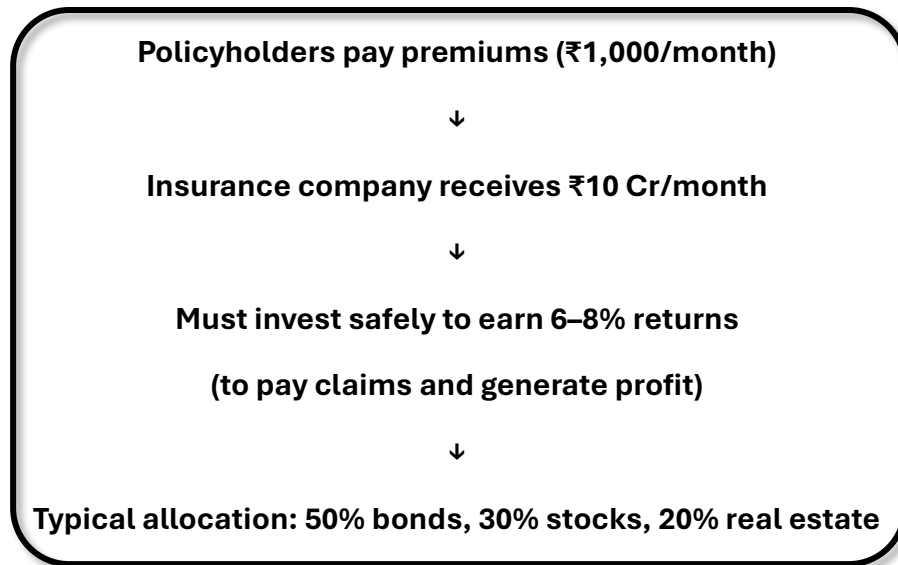 Policyholders pay premiums (₹1,000/month)
↓
Insurance company receives ₹10 Cr/month
↓
Must invest safely to earn 6–8% returns
(to pay claims and generate profit)
↓
Typical allocation: 50% bonds, 30% stocks, 20% real estate